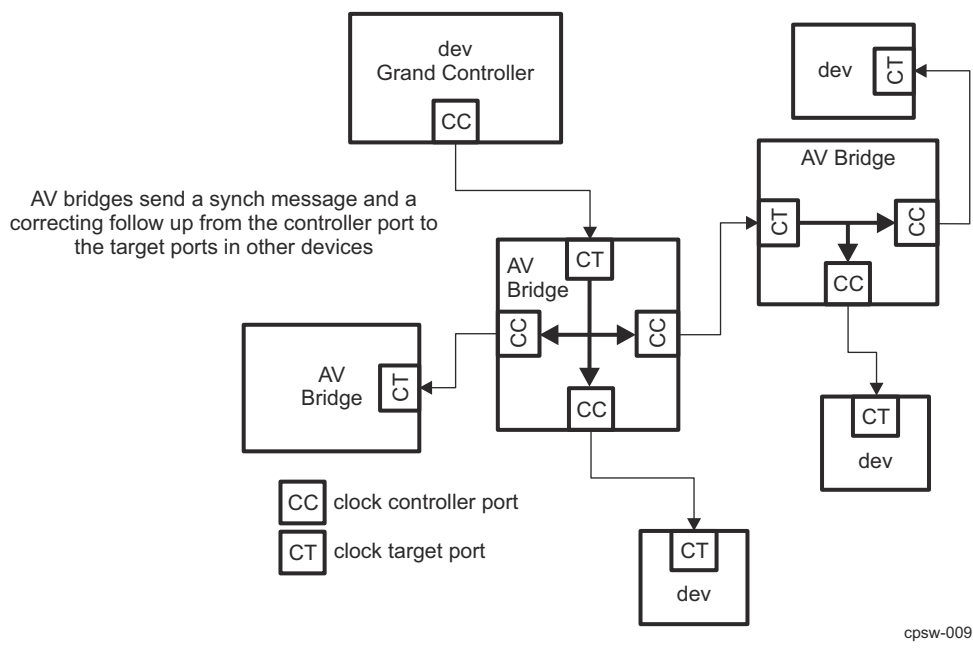 dev
Grand Controller
CC
dev
CT
AV Bridge
CT
CC
CC
AV bridges send a synch message and a
correcting follow up from the controller port to
the target ports in other devices
AV
Bridge
CT
CC
CC
CC
AV
Bridge
CT
CT
dev
CC clock controller port
CT clock target port
CT
dev
cpsw-009